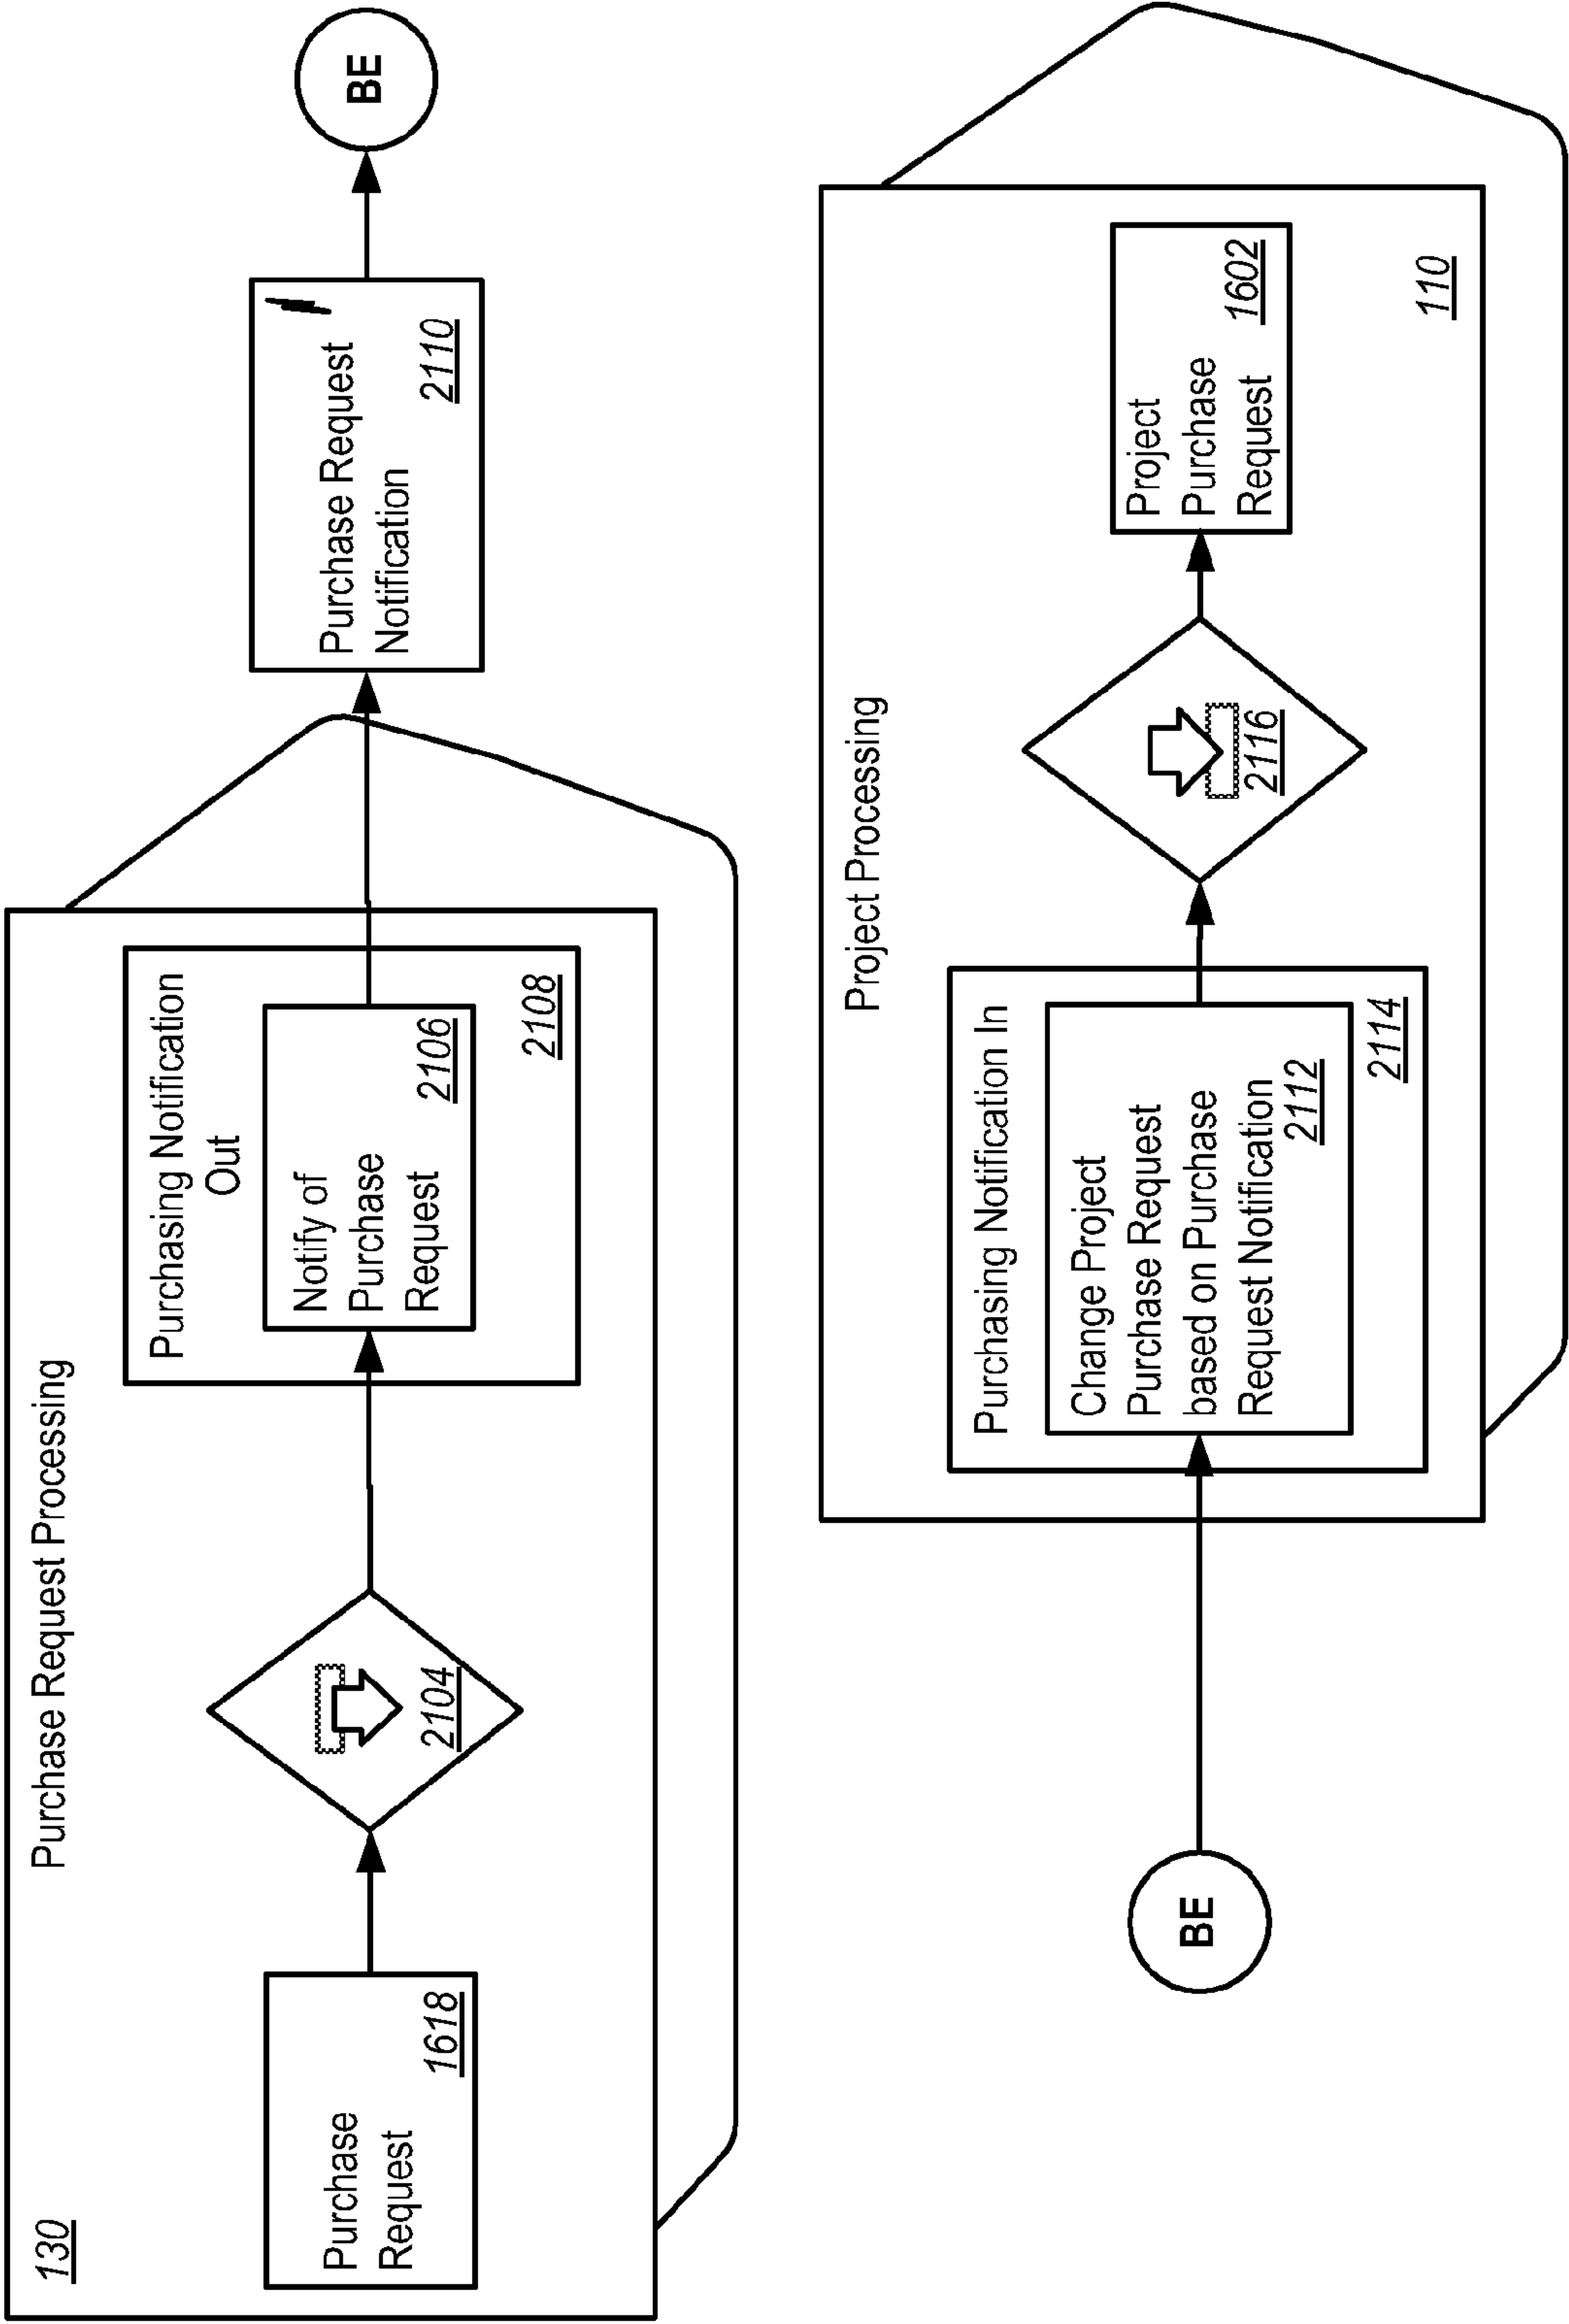 130
Purchase Request Processing
Purchase
Request
1618
2104
Purchasing Notification
Out
Notify of
Purchase
Request
2106
2108
Purchase Request
Notification
2110
BE
BE
Project Processing
Purchasing Notification In
Change Project
Purchase Request
based on Purchase
Request Notification
2112
2114
2116
Project
Purchase
Request
1602
110